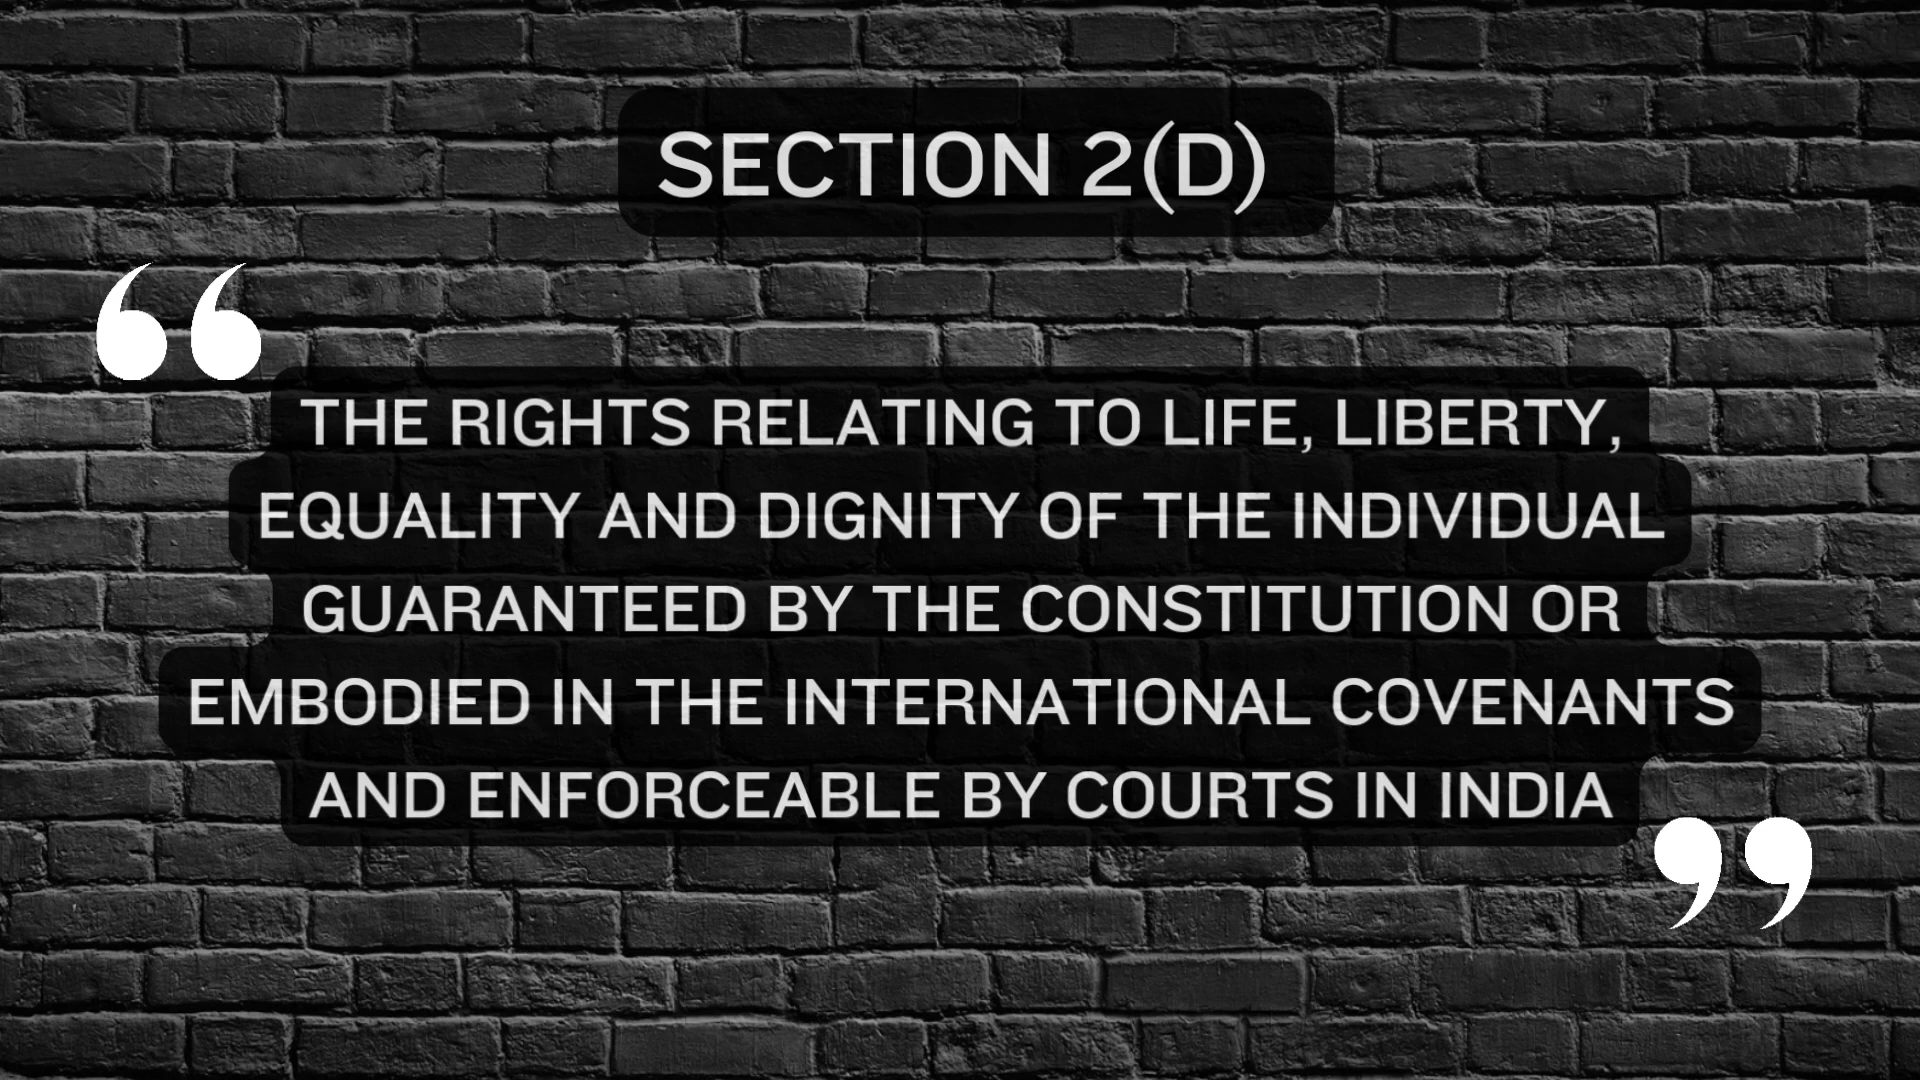 SECTION 2(D)
“
THE RIGHTS RELATING TO LIFE, LIBERTY,
EQUALITY AND DIGNITY OF THE INDIVIDUAL
GUARANTEED BY THE CONSTITUTION OR
EMBODIED IN THE INTERNATIONAL COVENANTS
AND ENFORCEABLE BY COURTS IN INDIA
”